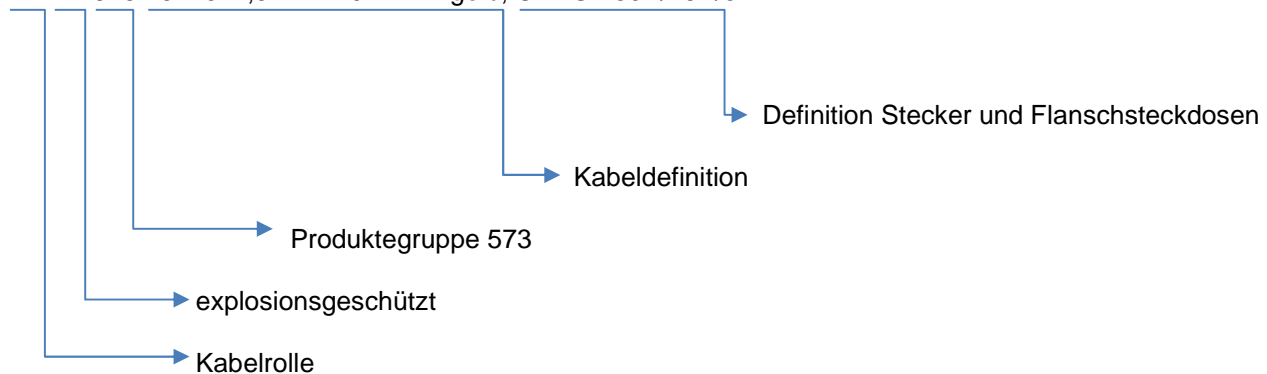 Definition Stecker und Flanschsteckdosen
Kabeldefinition
Produktegruppe 573
explosionsgeschützt
Kabelrolle